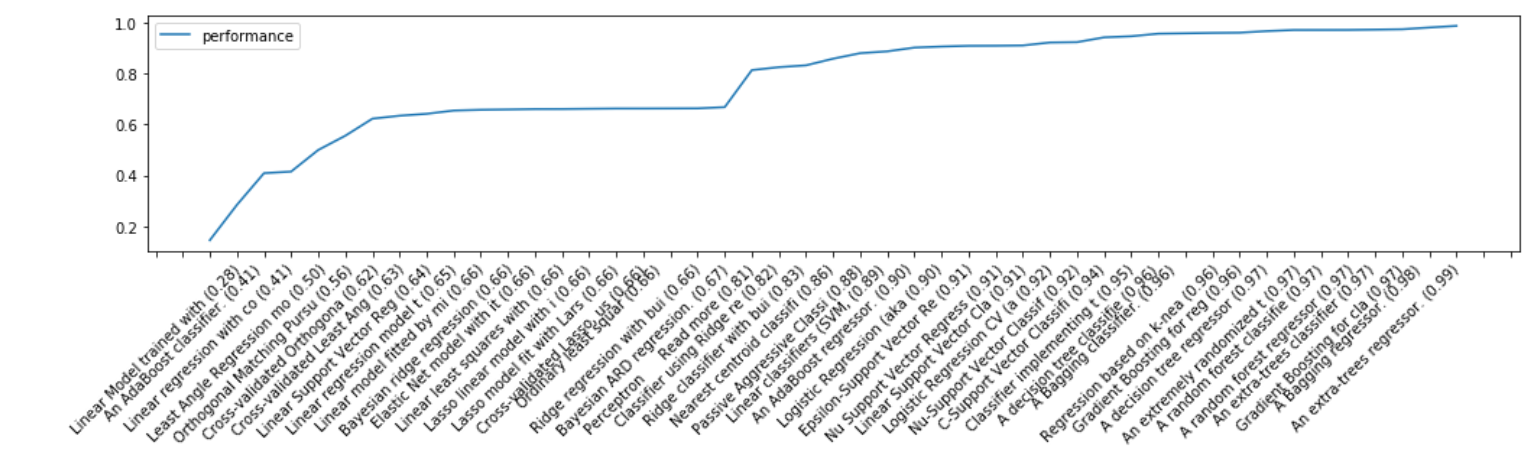 1.0
performance
0.8
0.6
0.4
0.2
Linear Model trained with (0.28)
An AdaBoost classifier. (0.41)
Linear regression with co (0.41)
Least Angle Regression mo (0.50)
Orthogonal Matching Pursu (0.56)
Cross-validated Orthogona (0.62)
Cross-validated Least Ang (0.63)
Linear Support Vector Reg (0.64)
Linear regression model t (0.65)
Linear model fitted by mi (0.66)
Bayesian ridge regression (0.66)
Elastic Net model with it (0.66)
Linear least squares with (0.66)
Lasso linear model with i (0.66)
Lasso model fit with Lars (0.66)
Cross-validated Lasso, us (0.66)
Ordinary least squar (0.66)
Ridge regression with bui (0.66)
Bayesian ARD regression. (0.67)
Perceptron Read more (0.81)
Classifier using Ridge re (0.82)
Ridge classifier with bui (0.83)
Nearest centroid classifi (0.86)
Passive Aggressive Classi (0.88)
Linear classifiers (SVM, (0.89)
An AdaBoost regressor. (0.90)
Logistic Regression (aka (0.90)
Epsilon-Support Vector Re (0.91)
Nu Support Vector Regress (0.91)
Linear Support Vector Cla (0.91)
Logistic Regression CV (a (0.92)
Nu-Support Vector Classif (0.92)
C-Support Vector Classifi (0.94)
Classifier implementing t (0.95)
A decision tree classifie (0.96)
A Bagging classifier. (0.96)
Regression based on k-nea (0.96)
Gradient Boosting for reg (0.96)
A decision tree regressor (0.97)
An extremely randomized t (0.97)
A random forest classifie (0.97)
A random forest regressor (0.97)
An extra-trees classifier (0.97)
Gradient Boosting for cla (0.97)
A Bagging regressor. (0.98)
An extra-trees regressor. (0.99)